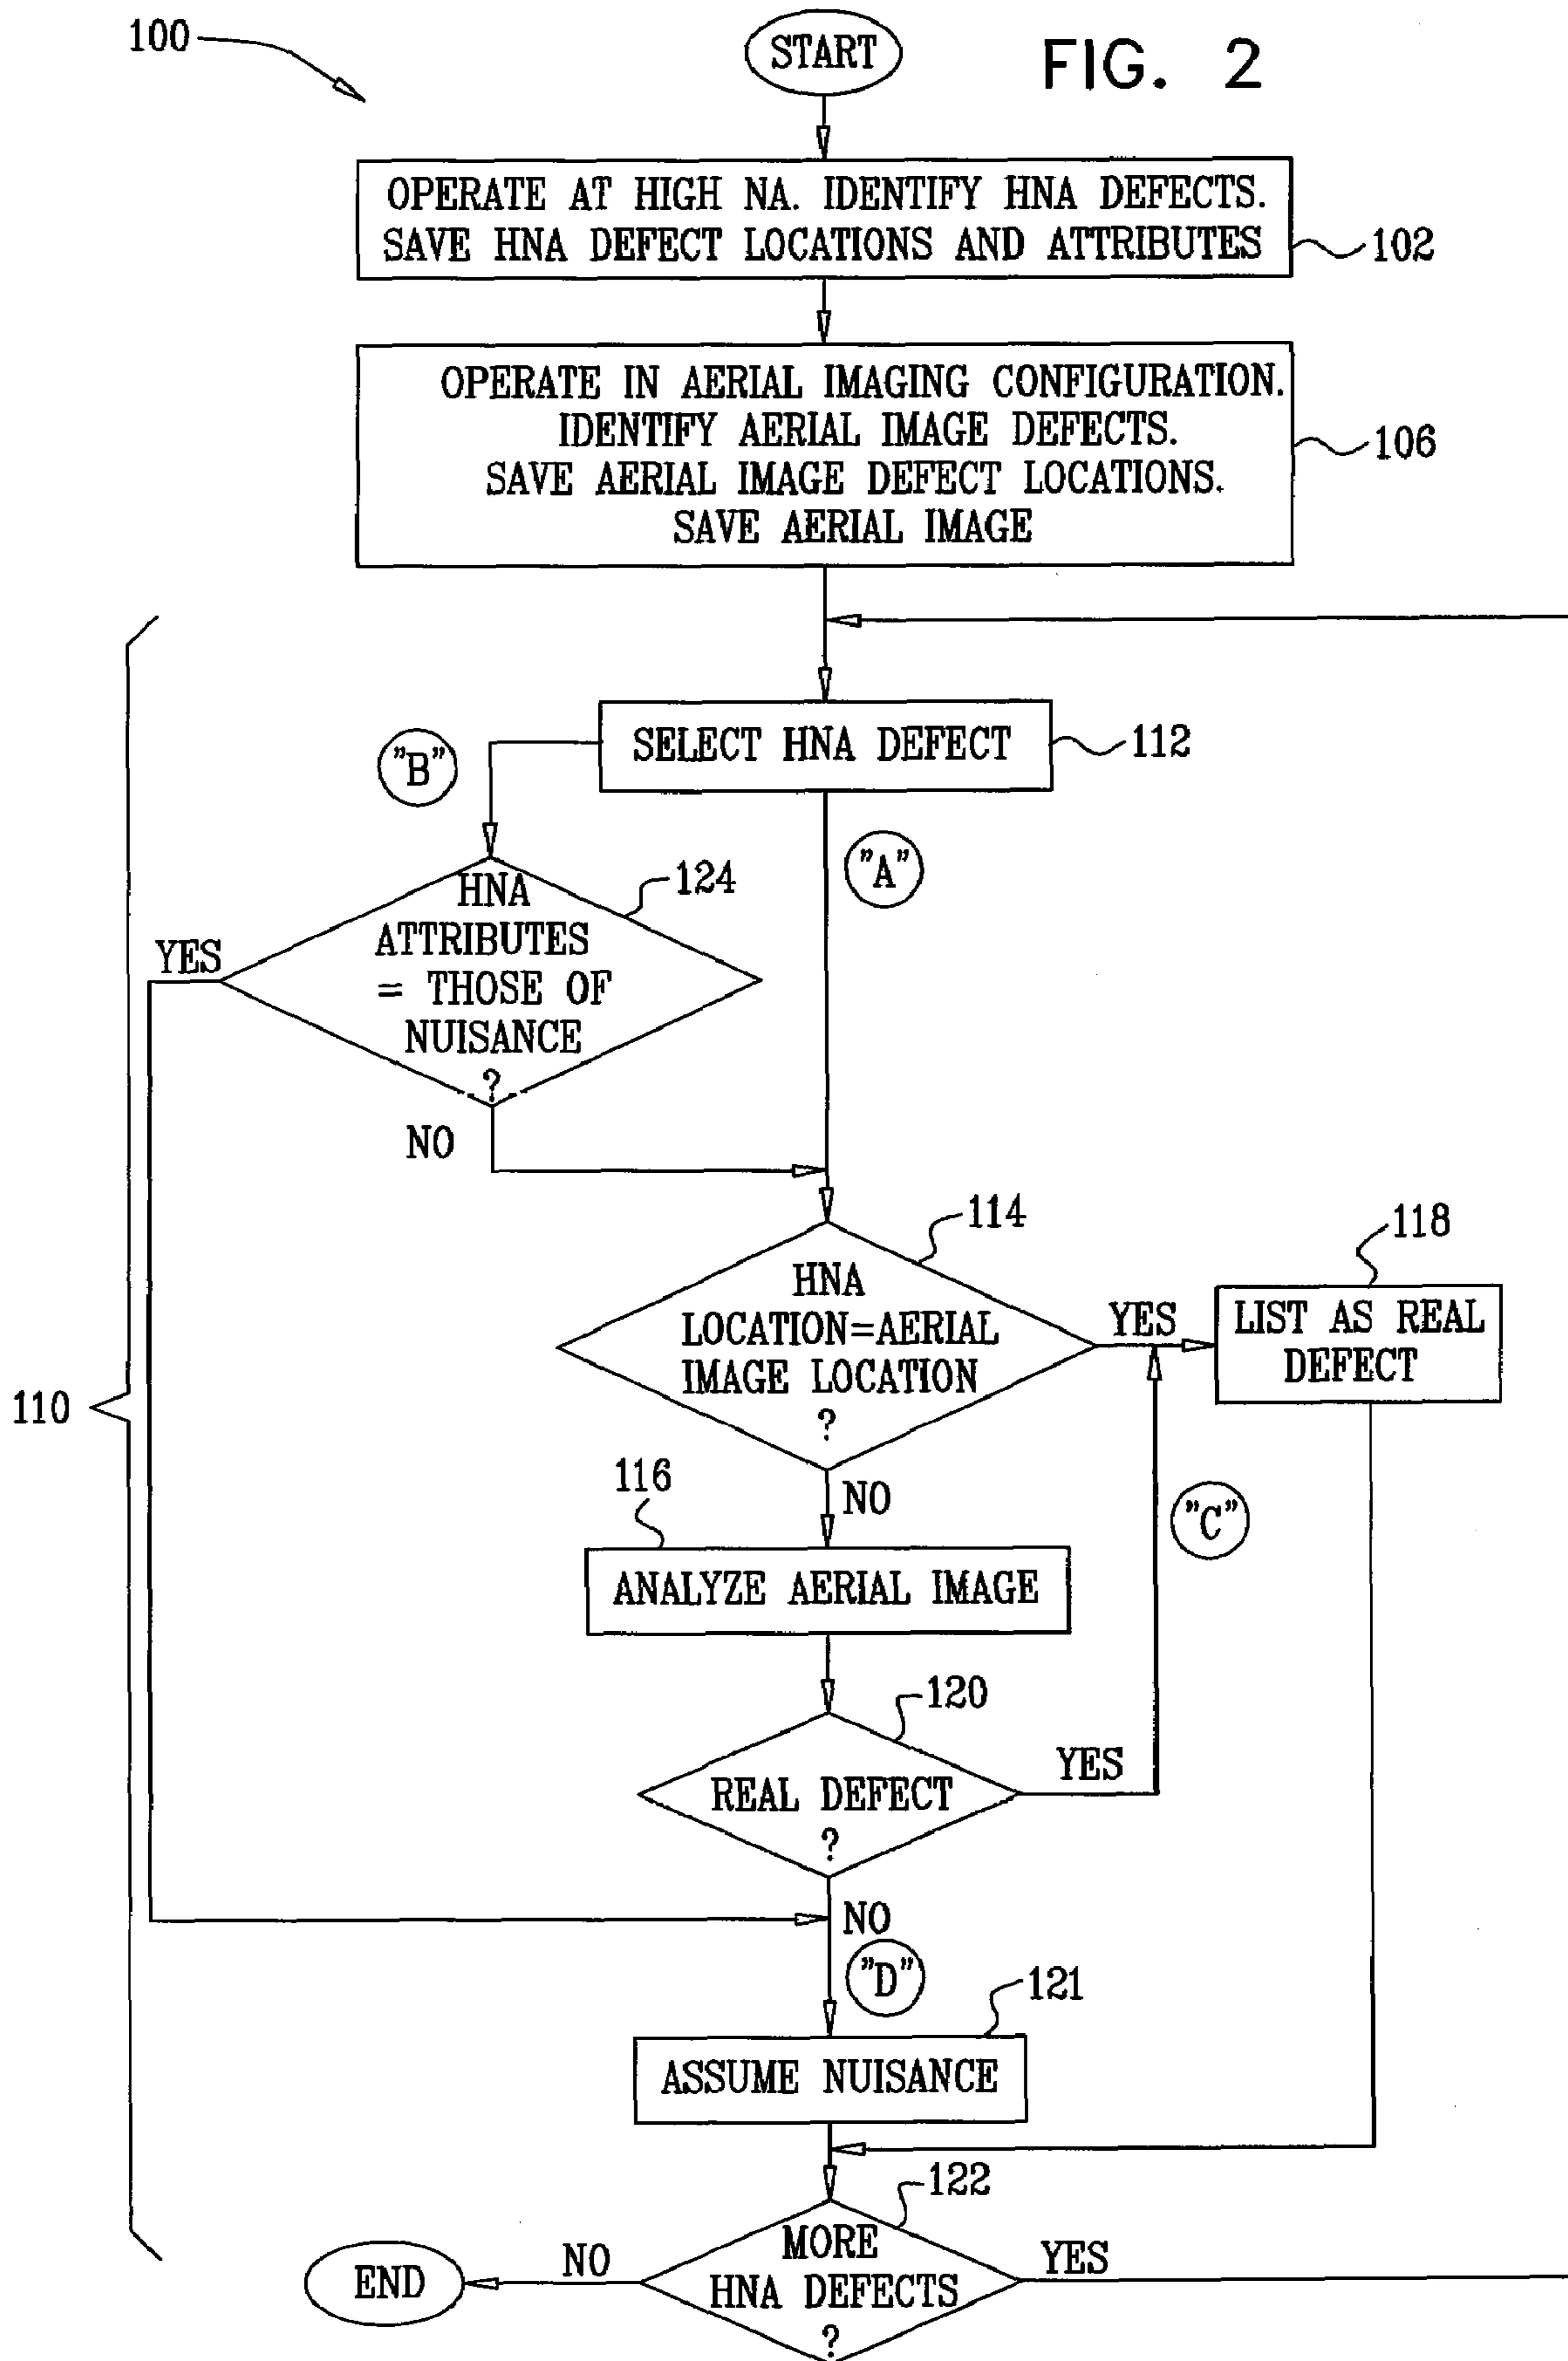 100
START
FIG. 2
OPERATE AT HIGH NA. IDENTIFY HNA DEFECTS.
SAVE HNA DEFECT LOCATIONS AND ATTRIBUTES
102
OPERATE IN AERIAL IMAGING CONFIGURATION.
IDENTIFY AERIAL IMAGE DEFECTS.
SAVE AERIAL IMAGE DEFECT LOCATIONS.
SAVE AERIAL IMAGE
106
SELECT HNA DEFECT
112
"B"
"A"
124
HNA
ATTRIBUTES
= THOSE OF
NUISANCE
?
YES
NO
114
HNA
LOCATION=AERIAL
IMAGE LOCATION
?
YES
118
LIST AS REAL
DEFECT
110
NO
116
"C"
ANALYZE AERIAL IMAGE
120
REAL DEFECT
?
YES
NO
"D"
121
ASSUME NUISANCE
122
MORE
HNA DEFECTS
?
YES
NO
END